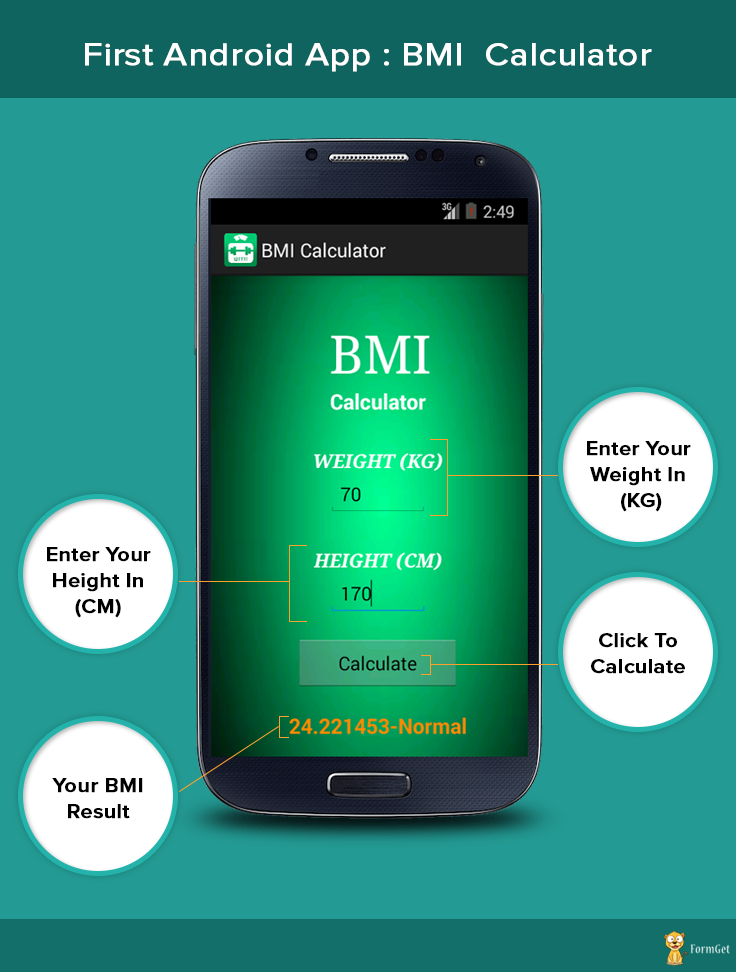 First Android App : BMI Calculator
3G 2:49
BMI Calculator
BMI
Calculator
WEIGHT (KG)
70
HEIGHT (CM)
170
Calculate
24.221453-Normal
Enter Your
Weight In
(KG)
Enter Your
Height In
(CM)
Click To
Calculate
Your BMI
Result
FormGet